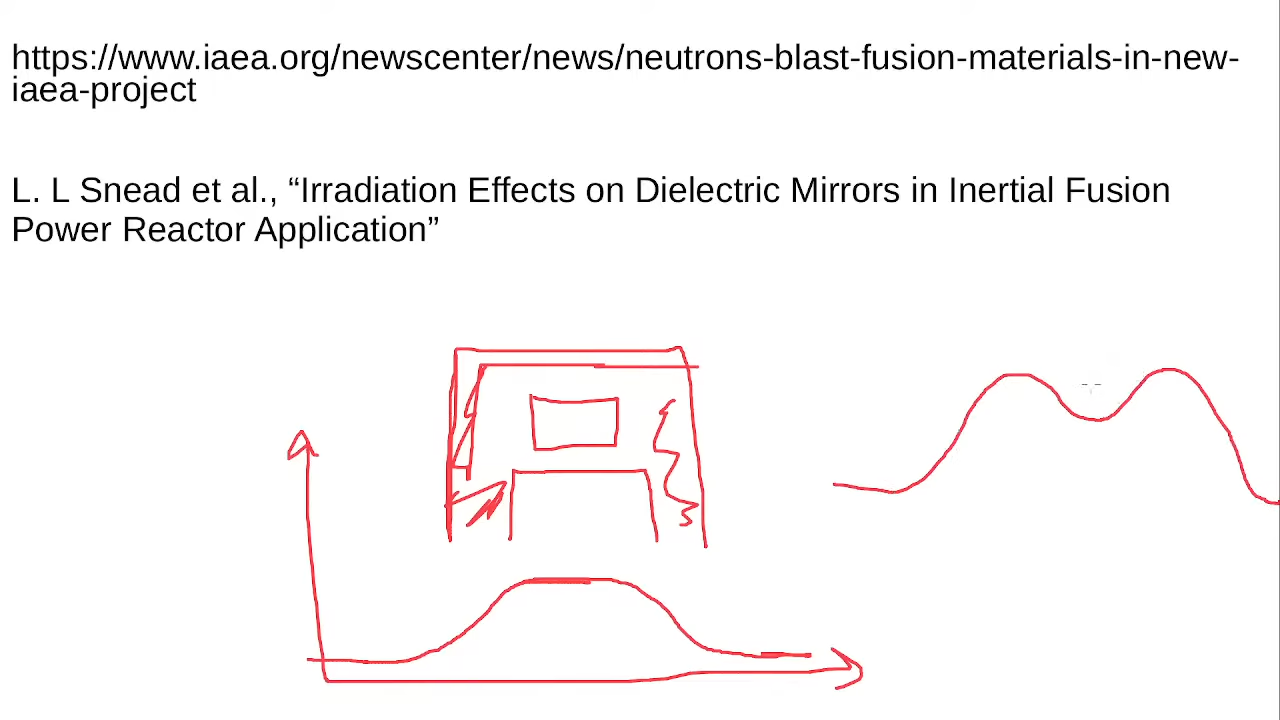 https://www.iaea.org/newscenter/news/neutrons-blast-fusion-materials-in-new-
iaea-project
L. L Snead et al., “Irradiation Effects on Dielectric Mirrors in Inertial Fusion
Power Reactor Application”